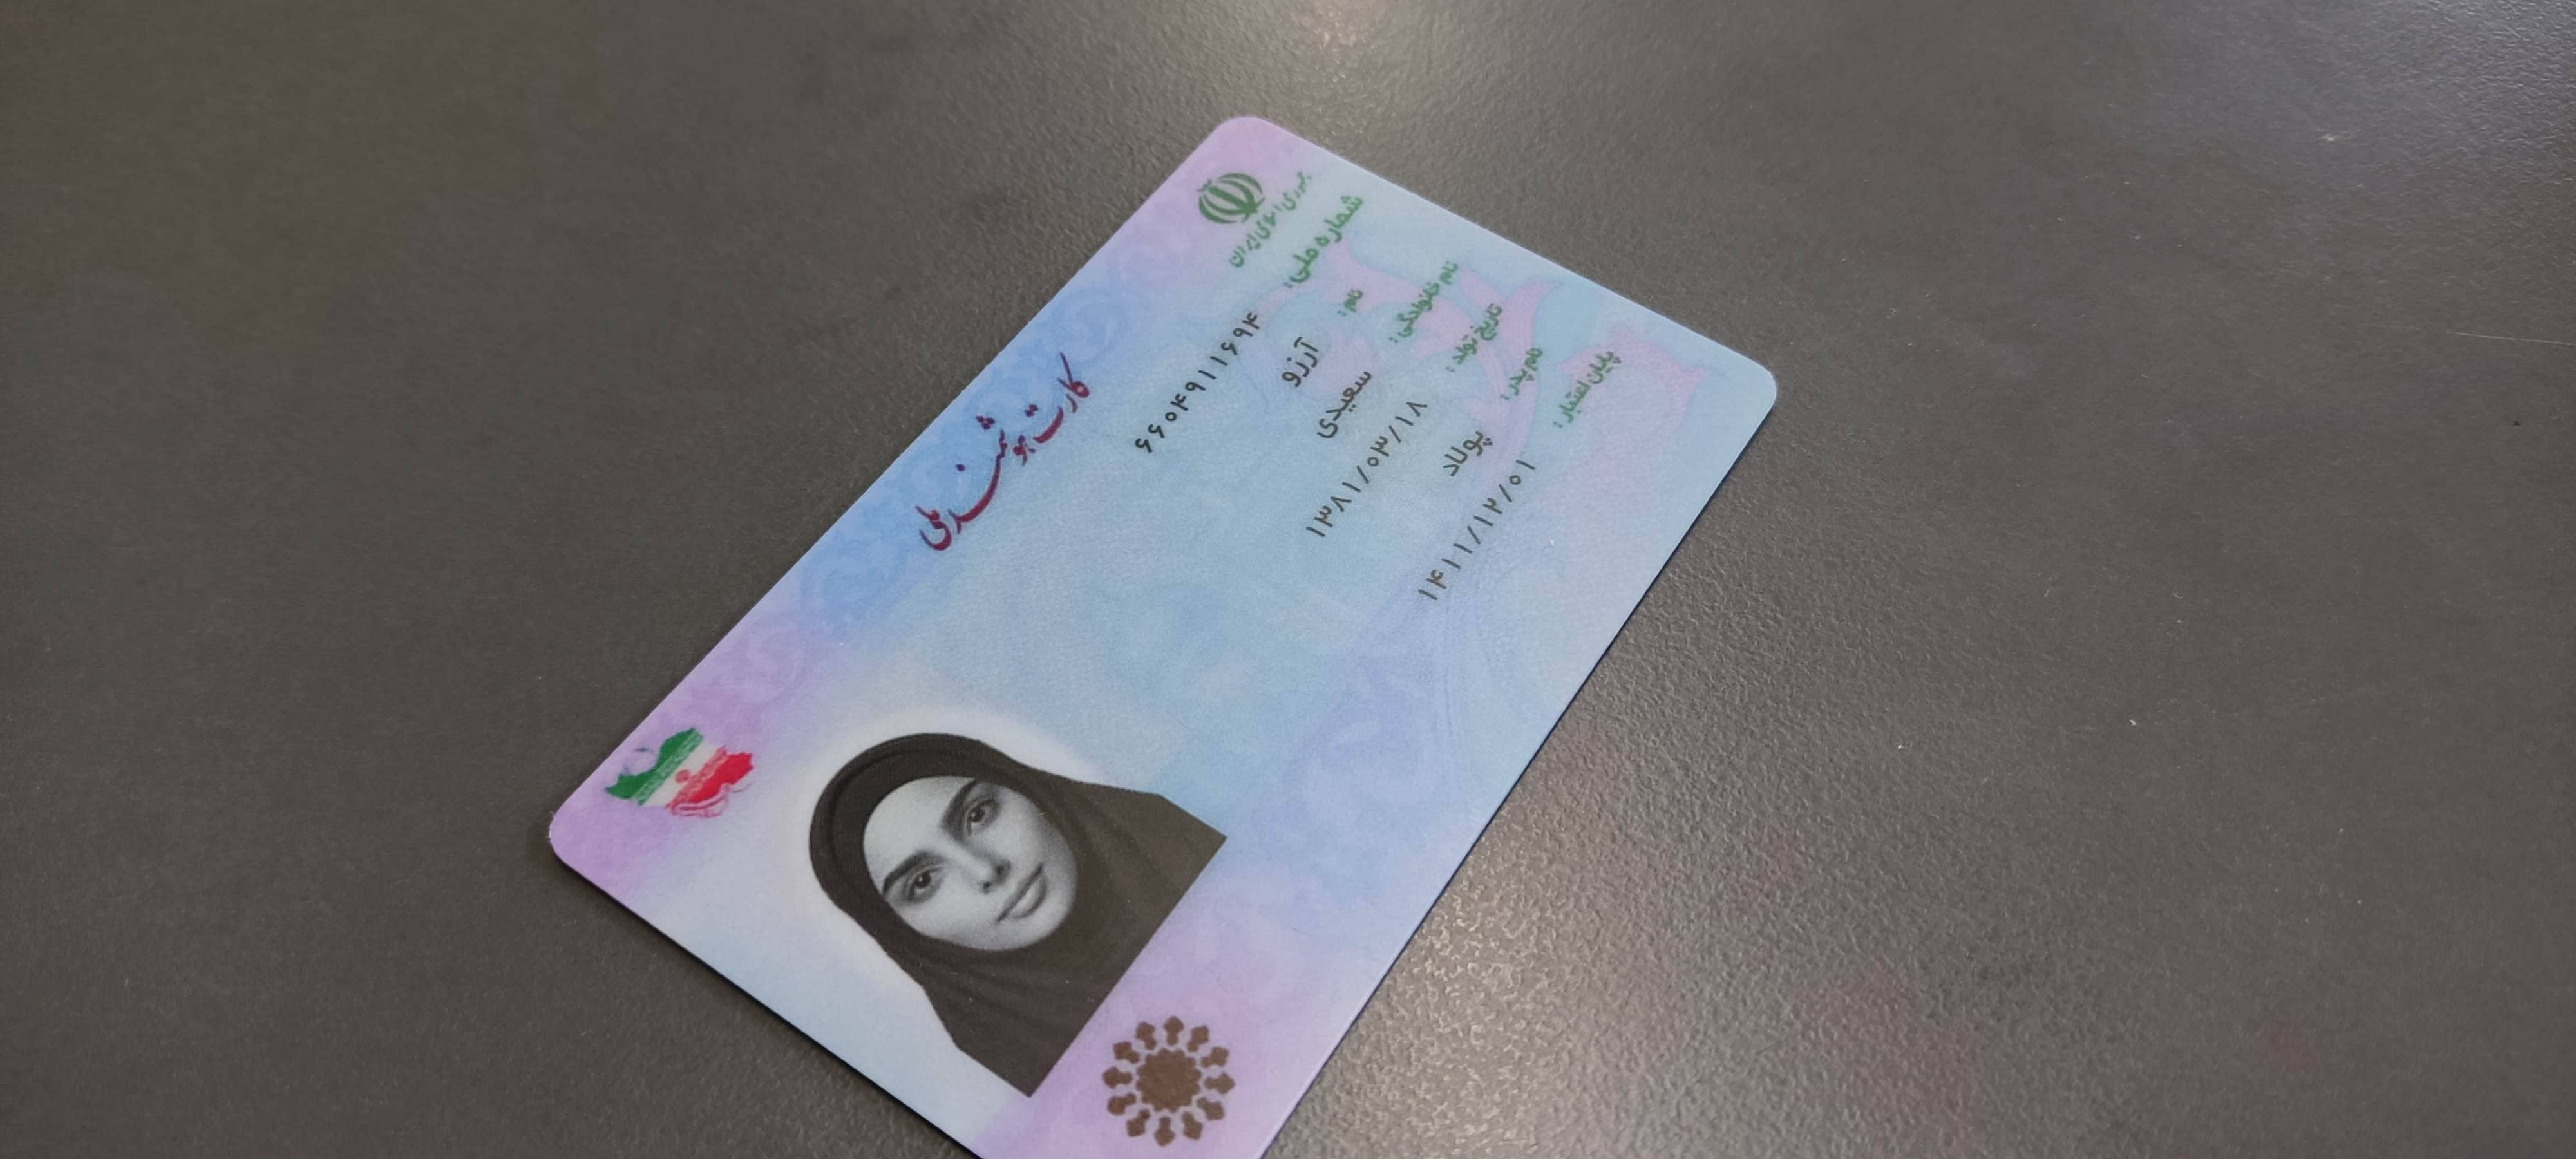 جمهوری اسلامی ایران
کارت هوشمند ملی
شماره ملی: ۶۶۰۴۹۱۱۶۹۴
نام: آرزو
نام خانوادگی: سعیدی
تاریخ تولد: ۱۳۸۱/۰۳/۱۸
نام پدر: پولاد
پایان اعتبار: ۱۴۱۱/۱۲/۰۱